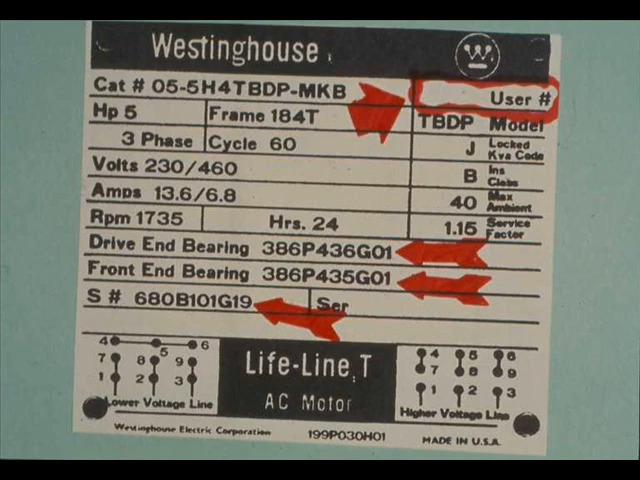 Westinghouse
W
Cat # 05-5H4TBDP-MKB
User #
Hp 5 Frame 184T TBDP Model
3 Phase Cycle 60 J Locked Kva Code
Volts 230/460 B Ins Class
Amps 13.6/6.8 40 Max Ambient
Rpm 1735 Hrs. 24 1.15 Service Factor
Drive End Bearing 386P436G01
Front End Bearing 386P435G01
S # 680B101G19 Ser
4 5 6
7 8 9
1 2 3
Lower Voltage Line
Life-Line, T
AC Motor
4 5 6
7 8 9
1 2 3
Higher Voltage Line
Westinghouse Electric Corporation 199P030H01 MADE IN U.S.A.